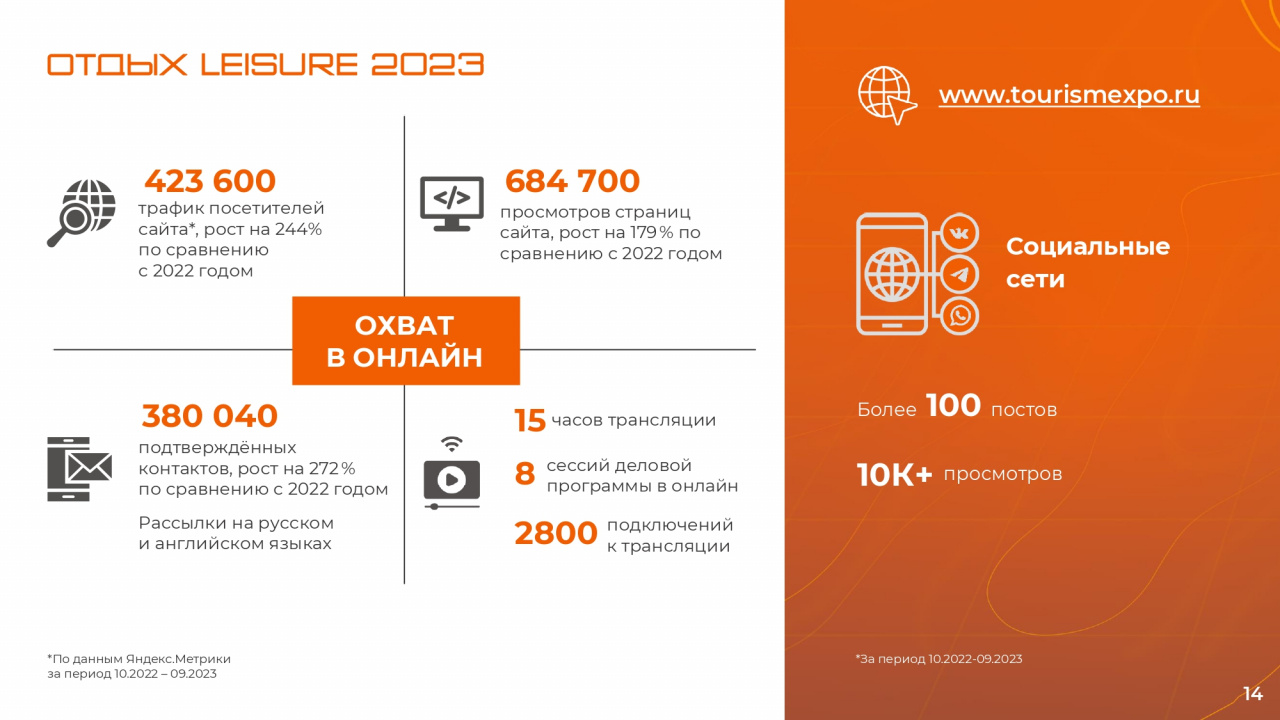 ОТДЫХ LEISURE 2023
423 600
трафик посетителей
сайта*, рост на 244%
по сравнению
с 2022 годом
684 700
просмотров страниц
сайта, рост на 179 % по
сравнению с 2022 годом
ОХВАТ
В ОНЛАЙН
380 040
подтверждённых
контактов, рост на 272 %
по сравнению с 2022 годом
Рассылки на русском
и английском языках
15 часов трансляции
8 сессий деловой
программы в онлайн
2800 подключений
к трансляции
*По данным Яндекс.Метрики
за период 10.2022 – 09.2023
www.tourismexpo.ru
Социальные
сети
Более 100 постов
10К+ просмотров
*За период 10.2022-09.2023
14